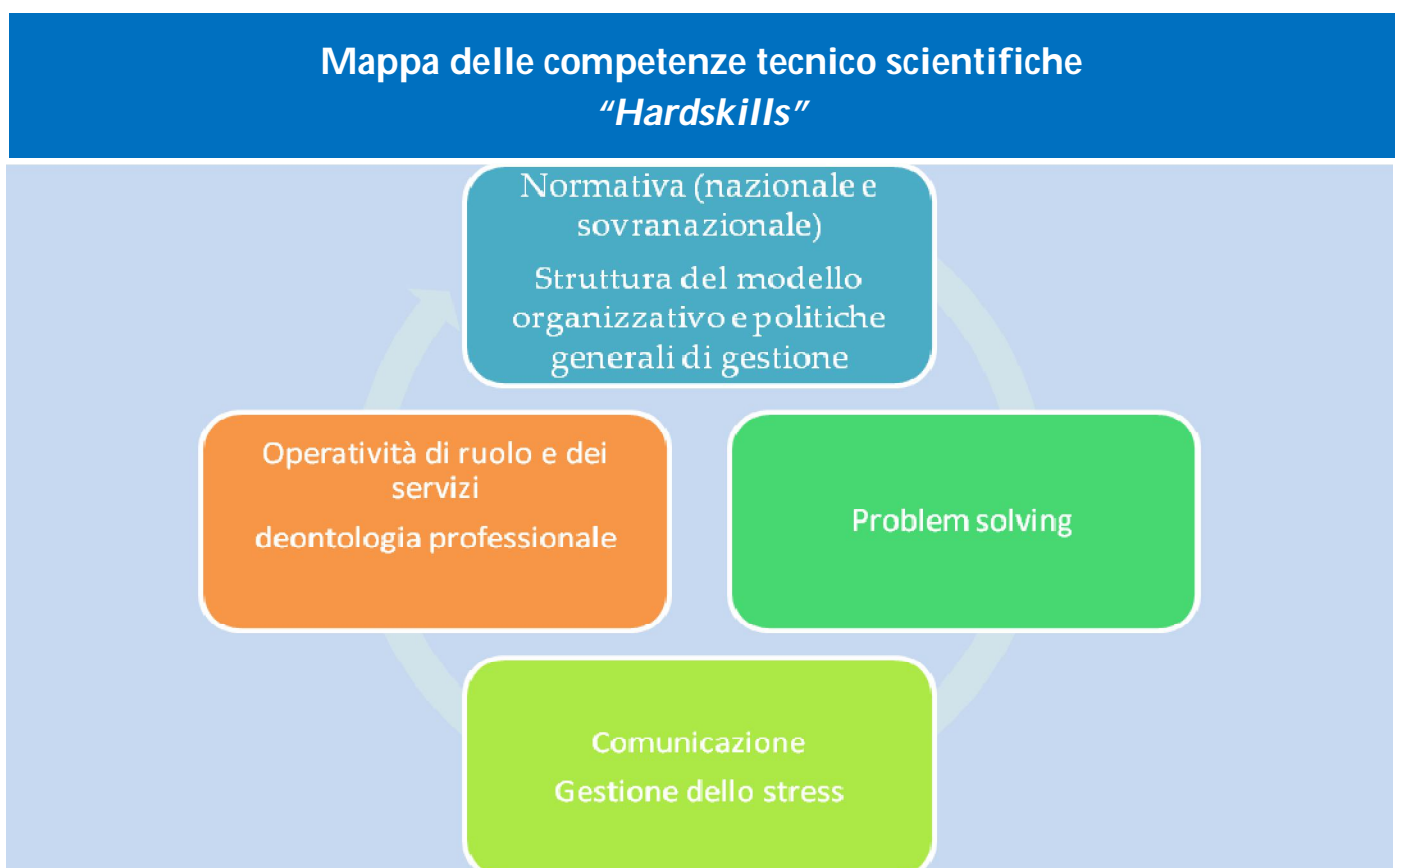 Mappa delle competenze tecnico scientifiche
“Hardskills”
Normativa (nazionale e
sovranazionale)
Struttura del modello
organizzativo e politiche
generali di gestione
Operatività di ruolo e dei
servizi
deontologia professionale
Problem solving
Comunicazione
Gestione dello stress